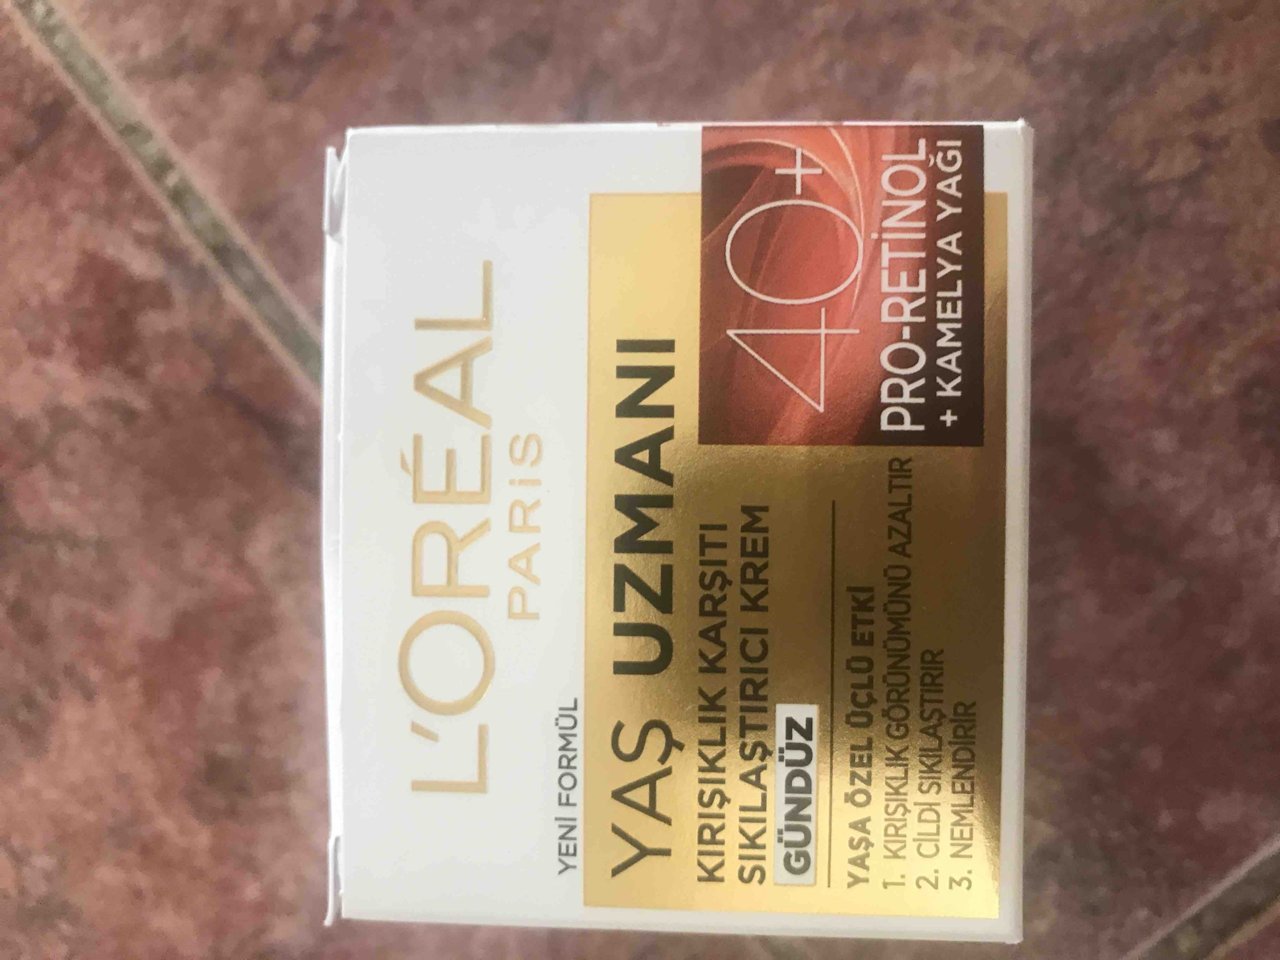 L'ORÉAL
PARiS
YENİ FORMÜL
YAŞ UZMANI
KIRIŞIKLIK KARŞITI
SIKILAŞTIRICI KREM
GÜNDÜZ
YAŞA ÖZEL ÜÇLÜ ETKİ
1. KIRIŞIKLIK GÖRÜNÜMÜNÜ AZALTIR
2. CİLDİ SIKILAŞTIRIR
3. NEMLENDİRİR
40+
PRO-RETİNOL
+ KAMELYA YAĞI